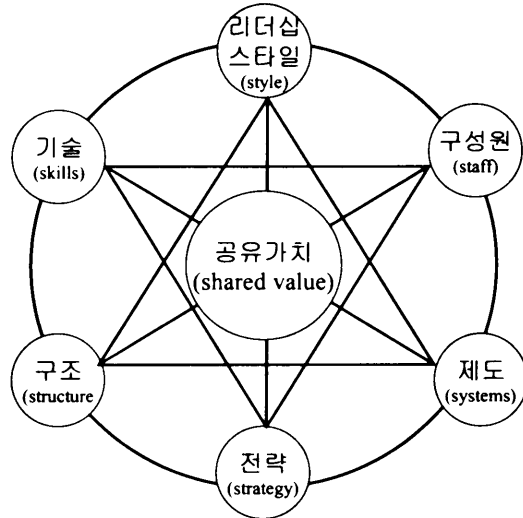 리더십
스타일
(style)
기술
(skills)
구성원
(staff)
공유가치
(shared value)
구조
(structure
제도
(systems)
전략
(strategy)